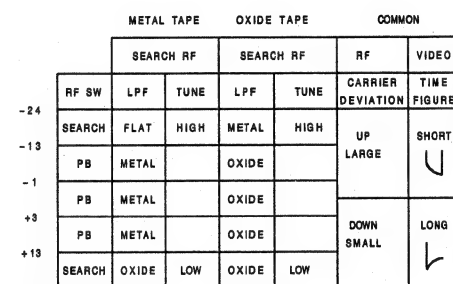 METAL TAPE OXIDE TAPE COMMON
SEARCH RF SEARCH RF RF VIDEO
RF SW LPF TUNE LPF TUNE CARRIER DEVIATION TIME FIGURE
-24
SEARCH FLAT HIGH METAL HIGH UP LARGE SHORT
-13
PB METAL OXIDE
-1
PB METAL OXIDE
+3
PB METAL OXIDE DOWN SMALL LONG
+13
SEARCH OXIDE LOW OXIDE LOW